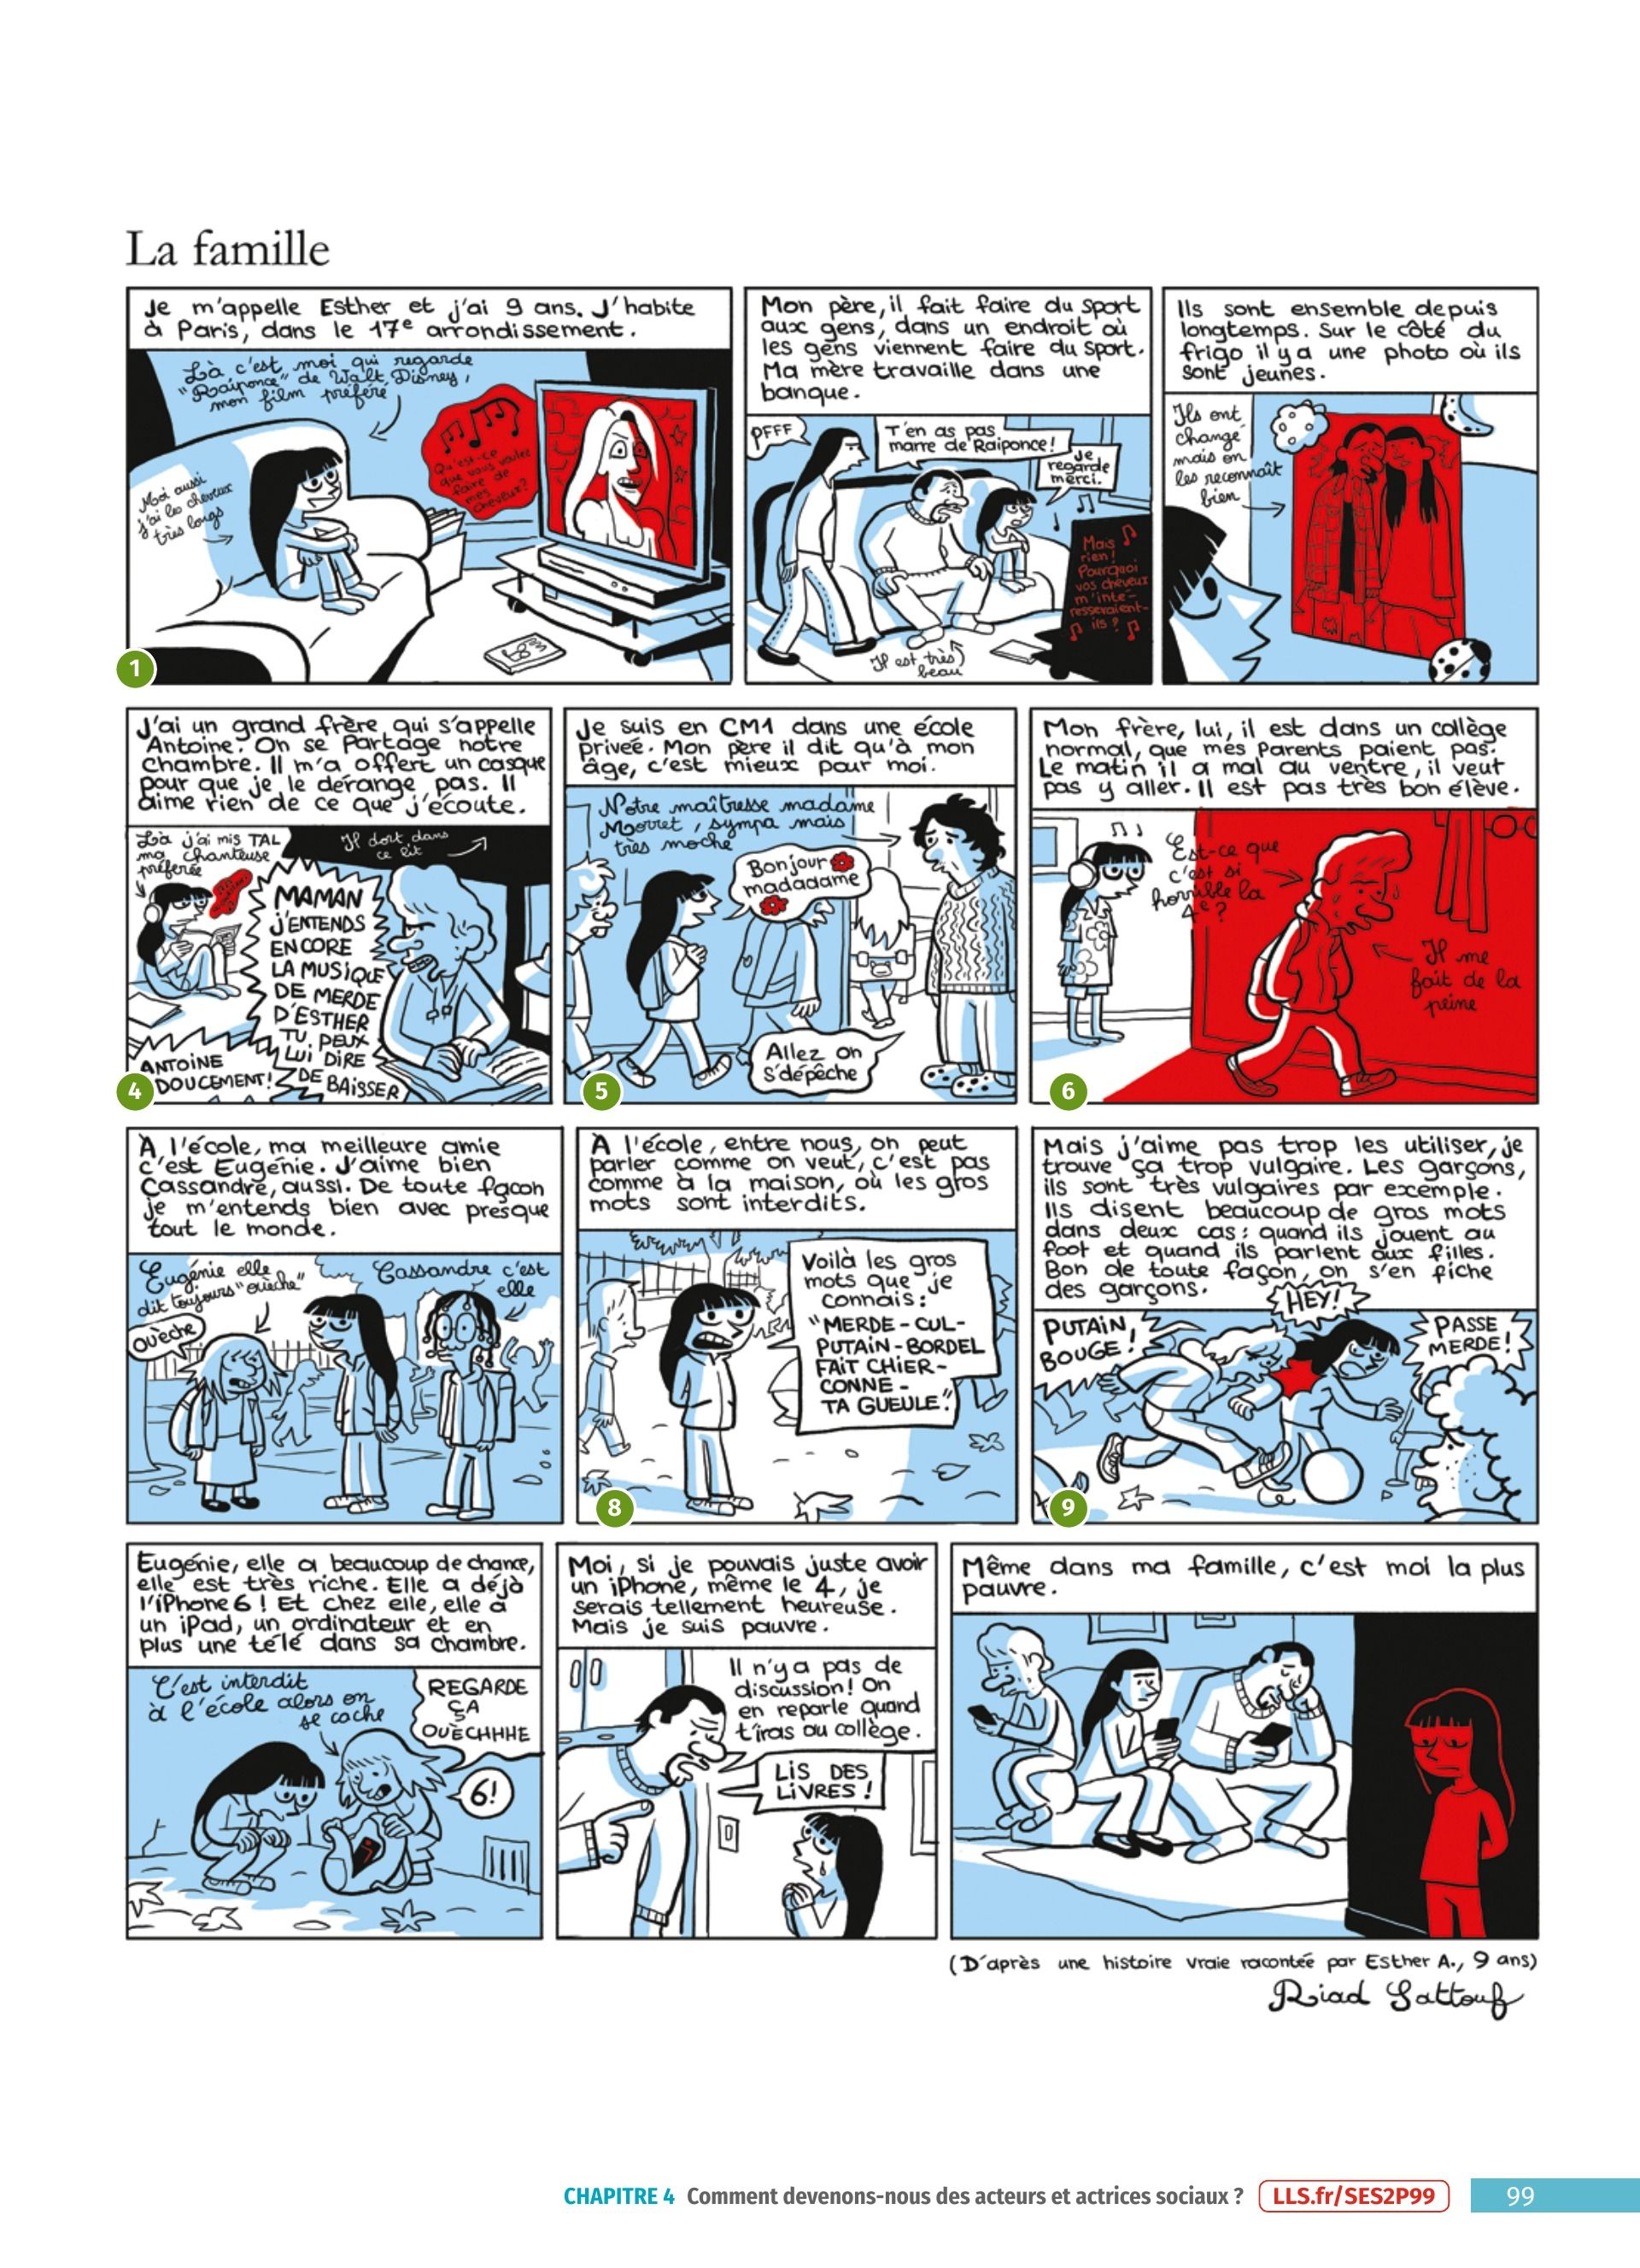 La famille
Je m'appelle Esther et j'ai 9 ans. J'habite
à Paris, dans le 17e arrondissement.
Là c'est moi qui regarde
"Raiponce" de Walt Disney,
mon film préféré
Moi aussi
j'ai les cheveux
très longs
Qu'est-ce
que vous voulez
faire de
mes
cheveux?
1
Mon père, il fait faire du sport
aux gens, dans un endroit où
les gens viennent faire du sport.
Ma mère travaille dans une
banque.
PFFF
T'en as pas
marre de Raiponce!
Je
regarde
merci.
Mais
rien!
Pourquoi
vos cheveux
m'inté-
resseraient-
ils?
Il est très
beau
Ils sont ensemble depuis
longtemps. Sur le côté du
frigo il y a une photo où ils
sont jeunes.
Ils ont
changé
mais on
les reconnaît
bien
J'ai un grand frère qui s'appelle
Antoine. On se partage notre
chambre. Il m'a offert un casque
pour que je le dérange pas. Il
aime rien de ce que j'écoute.
Là j'ai mis TAL
ma chanteuse
préférée
Il dort dans
ce lit
MAMAN
J'ENTENDS
ENCORE
LA MUSIQUE
DE MERDE
D'ESTHER
TU PEUX
LUI DIRE
DE BAISSER
ANTOINE
DOUCEMENT!
4
Je suis en CM1 dans une école
priveé. Mon père il dit qu'à mon
âge, c'est mieux pour moi.
Notre maîtresse madame
Morret, sympa mais
très moche
Bonjour
madadame
Allez on
s'dépêche
5
Mon frère, lui, il est dans un collège
normal, que mes parents paient pas.
Le matin il a mal au ventre, il veut
pas y aller. Il est pas très bon élève.
Est-ce que
c'est si
horrible la
4e?
Il me
fait de la
peine
6
À l'école, ma meilleure amie
c'est Eugénie. J'aime bien
Cassandre, aussi. De toute façon
je m'entends bien avec presque
tout le monde.
Eugénie elle
dit toujours "ouèche"
Cassandre c'est
elle
OUÈCHE
À l'école, entre nous, on peut
parler comme on veut, c'est pas
comme à la maison, où les gros
mots sont interdits.
Voilà les gros
mots que je
connais:
"MERDE - CUL -
PUTAIN - BORDEL
FAIT CHIER -
CONNE -
TA GUEULE".
8
Mais j'aime pas trop les utiliser, je
trouve ça trop vulgaire. Les garçons,
ils sont très vulgaires par exemple.
Ils disent beaucoup de gros mots
dans deux cas: quand ils jouent au
foot et quand ils parlent aux filles.
Bon de toute façon, on s'en fiche
des garçons.
HEY!
PUTAIN,
BOUGE!
PASSE
MERDE!
9
Eugénie, elle a beaucoup de chance,
elle est très riche. Elle a déjà
l'iPhone 6! Et chez elle, elle a
un iPad, un ordinateur et en
plus une télé dans sa chambre.
C'est interdit
à l'école alors on
se cache
REGARDE
ÇA
OUÈCHHHE
6!
Moi, si je pouvais juste avoir
un iPhone, même le 4, je
serais tellement heureuse.
Mais je suis pauvre.
Il n'y a pas de
discussion! On
en reparle quand
t'iras au collège.
LIS DES
LIVRES!
Même dans ma famille, c'est moi la plus
pauvre.
(D'après une histoire vraie racontée par Esther A., 9 ans)
Riad Sattouf
CHAPITRE 4 Comment devenons-nous des acteurs et actrices sociaux ? LLS.fr/SES2P99 99